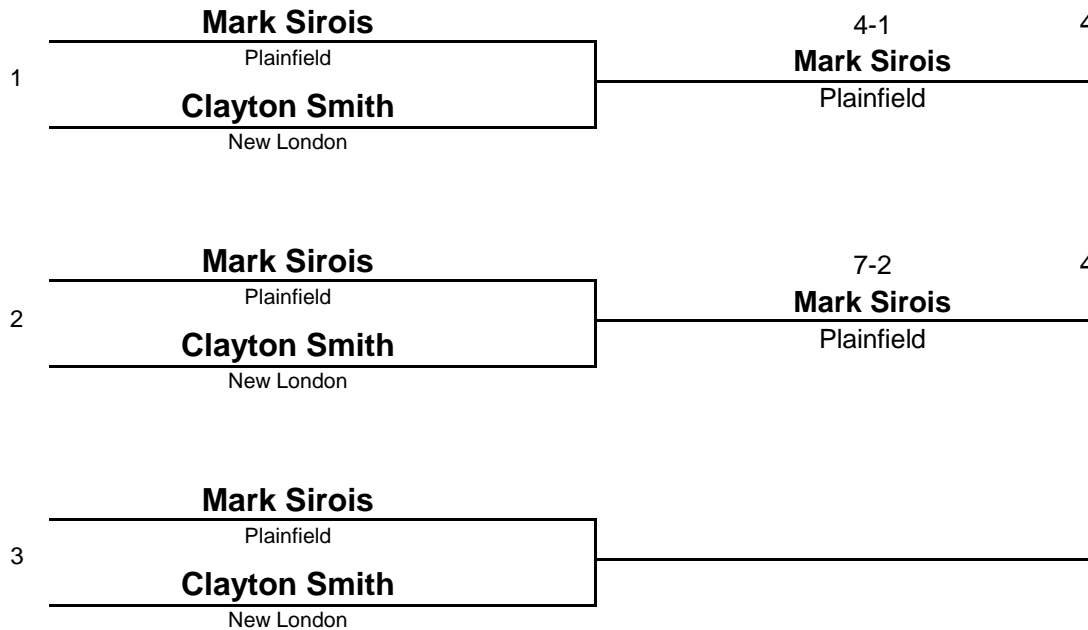 Mark Sirois
4-1
Plainfield
Mark Sirois
1
Clayton Smith
Plainfield
New London
Mark Sirois
7-2
Plainfield
Mark Sirois
2
Clayton Smith
Plainfield
New London
Mark Sirois
Plainfield
3
Clayton Smith
New London